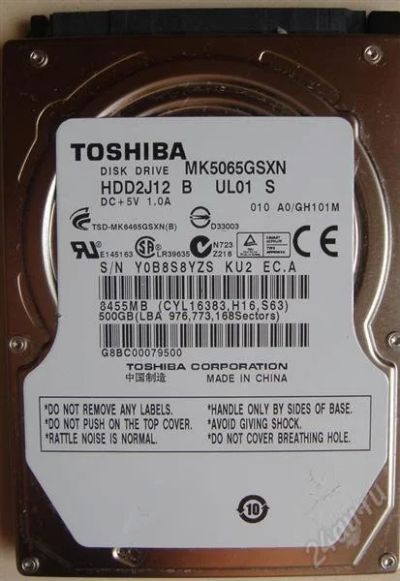 TOSHIBA
DISK DRIVE MK5065GSXN
HDD2J12 B UL01 S
DC+5V 1.0A
010 A0/GH101M
TSD-MK6465GSXN(B)
D33003
E145163 LR39635 N723
Z218
CE
S/N Y0B8S8YZS KU2 EC.A
8455MB (CYL16383,H16,S63)
500GB(LBA 976,773,168Sectors)
G8BC00079500
TOSHIBA CORPORATION
中国制造 MADE IN CHINA
*DO NOT REMOVE ANY LABELS. *HANDLE ONLY BY SIDES OF BASE.
*DO NOT PUSH ON THE TOP COVER. *AVOID GIVING SHOCK.
*RATTLE NOISE IS NORMAL. *DO NOT COVER BREATHING HOLE.
10
24au.ru